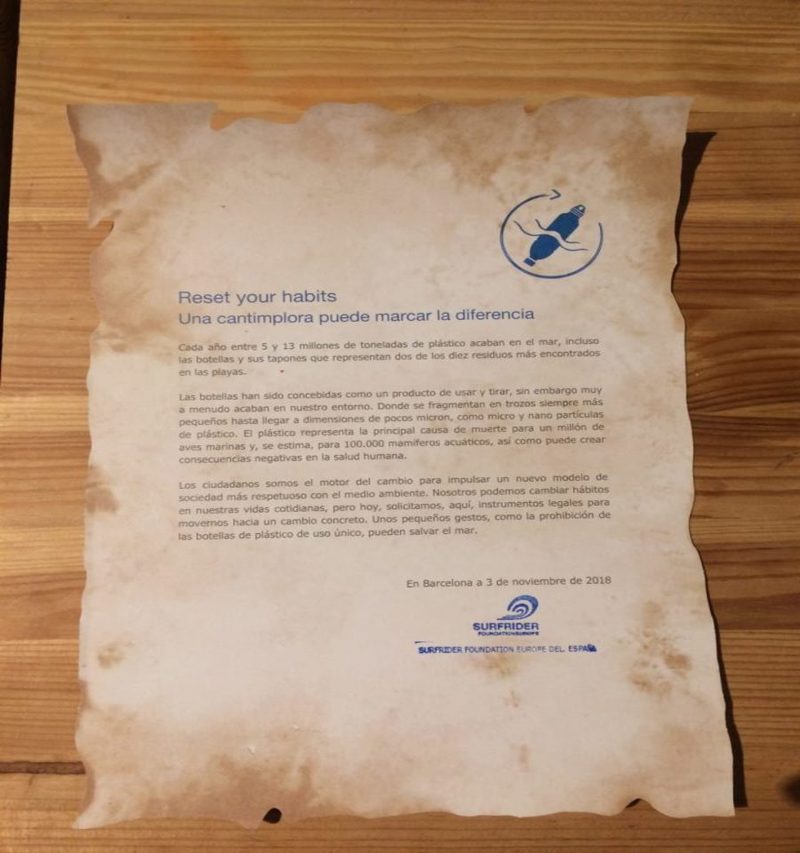 Reset your habits
Una cantimplora puede marcar la diferencia
Cada año entre 5 y 13 millones de toneladas de plástico acaban en el mar, incluso
las botellas y sus tapones que representan dos de los diez residuos más encontrados
en las playas.
Las botellas han sido concebidas como un producto de usar y tirar, sin embargo muy
a menudo acaban en nuestro entorno. Donde se fragmentan en trozos siempre más
pequeños hasta llegar a dimensiones de pocos micron, como micro y nano partículas
de plástico. El plástico representa la principal causa de muerte para un millón de
aves marinas y, se estima, para 100.000 mamíferos acuáticos, así como puede crear
consecuencias negativas en la salud humana.
Los ciudadanos somos el motor del cambio para impulsar un nuevo modelo de
sociedad más respetuoso con el medio ambiente. Nosotros podemos cambiar hábitos
en nuestras vidas cotidianas, pero hoy, solicitamos, aquí, instrumentos legales para
movernos hacia un cambio concreto. Unos pequeños gestos, como la prohibición de
las botellas de plástico de uso único, pueden salvar el mar.
En Barcelona a 3 de noviembre de 2018
SURFRIDER
FOUNDATION EUROPE
SURFRIDER FOUNDATION EUROPE DEL. ESPAÑA